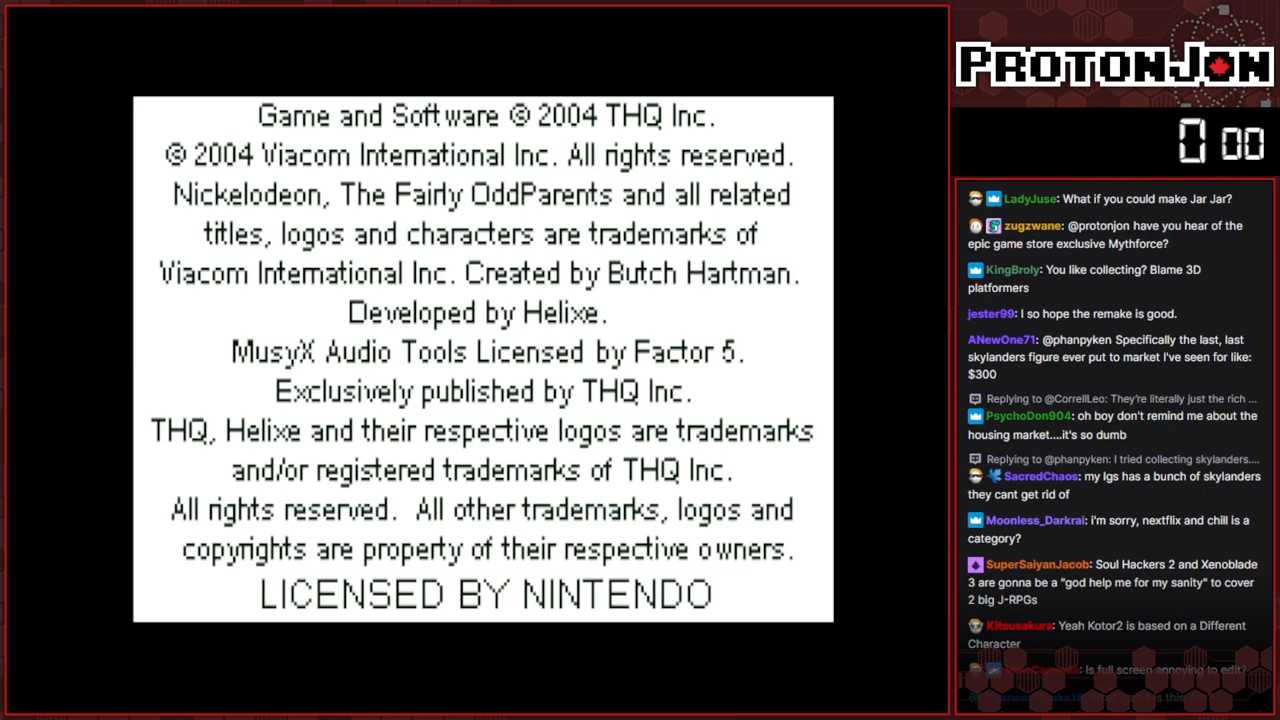 Game and Software © 2004 THQ Inc.
© 2004 Viacom International Inc. All rights reserved.
Nickelodeon, The Fairly OddParents and all related
titles, logos and characters are trademarks of
Viacom International Inc. Created by Butch Hartman.
Developed by Helixe.
MusyX Audio Tools Licensed by Factor 5.
Exclusively published by THQ Inc.
THQ, Helixe and their respective logos are trademarks
and/or registered trademarks of THQ Inc.
All rights reserved. All other trademarks, logos and
copyrights are property of their respective owners.
LICENSED BY NINTENDO
PROTONJON
0 00
LadyJuse: What if you could make Jar Jar?
zugzwane: @protonjon have you hear of the
epic game store exclusive Mythforce?
KingBroly: You like collecting? Blame 3D
platformers
jester99: I so hope the remake is good.
ANewOne71: @phanpyken Specifically the last, last
skylanders figure ever put to market I've seen for like:
$300
Replying to @CorrellLeo: They're literally just the rich ...
PsychoDon904: oh boy don't remind me about the
housing market....it's so dumb
Replying to @phanpyken: I tried collecting skylanders....
SacredChaos: my lgs has a bunch of skylanders
they cant get rid of
Moonless_Darkrai: i'm sorry, nextflix and chill is a
category?
SuperSaiyanJacob: Soul Hackers 2 and Xenoblade
3 are gonna be a "god help me for my sanity" to cover
2 big J-RPGs
Kitsusakura: Yeah Kotor2 is based on a Different
Character
Is full screen annoying to edit?